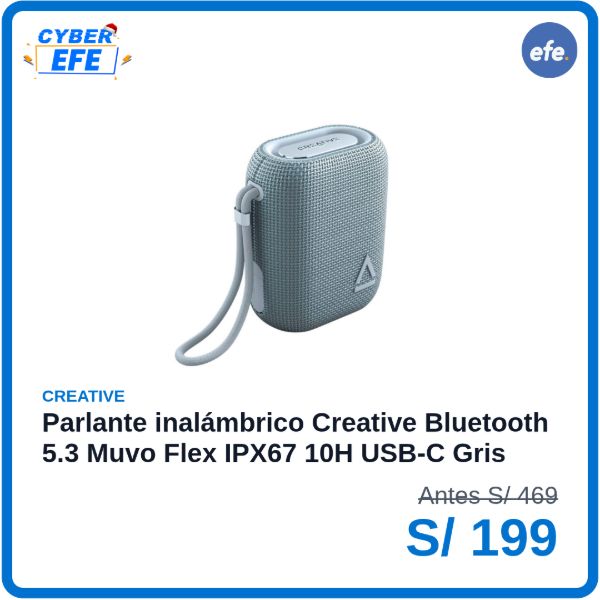 CYBER
EFE
efe.
CREATIVE
CREATIVE
Parlante inalámbrico Creative Bluetooth
5.3 Muvo Flex IPX67 10H USB-C Gris
Antes S/ 469
S/ 199